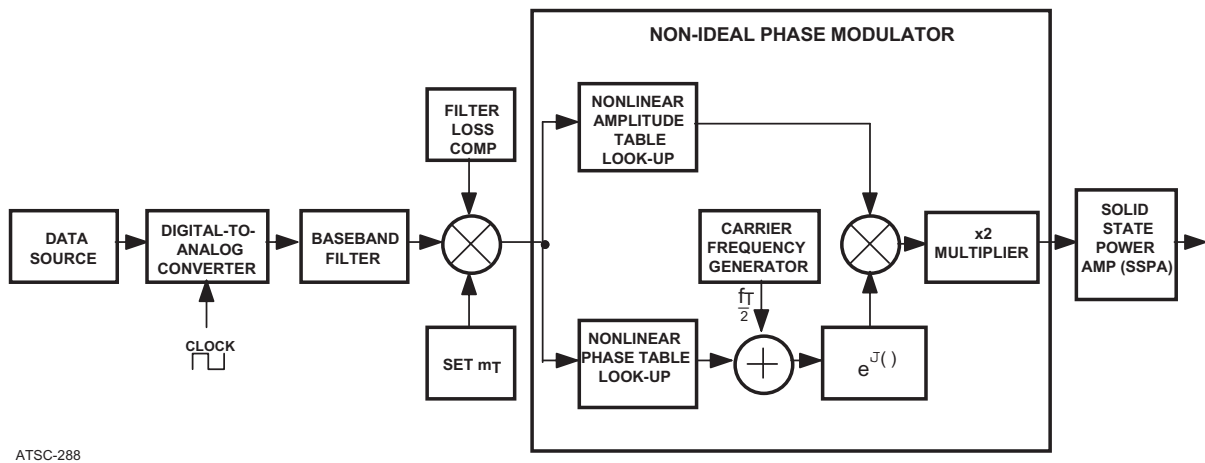 NON-IDEAL PHASE MODULATOR
FILTER
LOSS
COMP
NONLINEAR
AMPLITUDE
TABLE
LOOK-UP
DATA
SOURCE
DIGITAL-TO-
ANALOG
CONVERTER
BASEBAND
FILTER
CARRIER
FREQUENCY
GENERATOR
x2
MULTIPLIER
SOLID
STATE
POWER
AMP (SSPA)
fT
2
CLOCK
SET mT
NONLINEAR
PHASE TABLE
LOOK-UP
eJ( )
ATSC-288